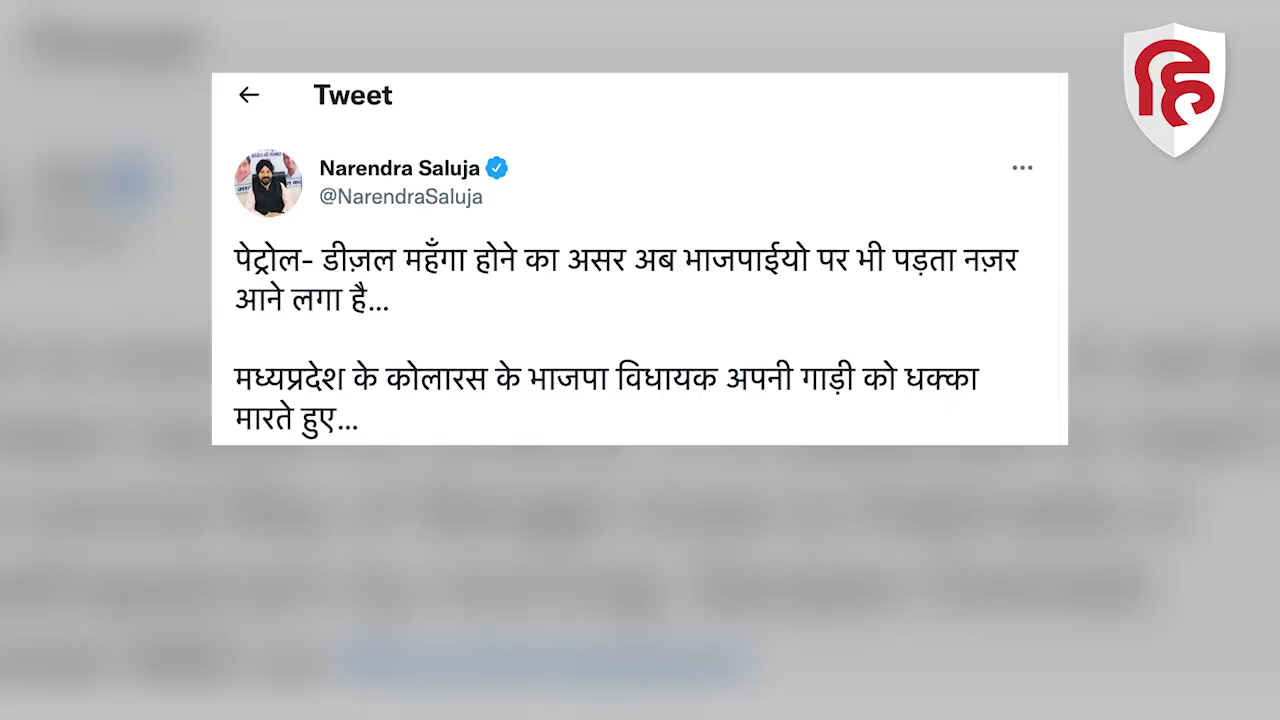 Tweet
Narendra Saluja
@NarendraSaluja
पेट्रोल- डीज़ल महँगा होने का असर अब भाजपाईयो पर भी पड़ता नज़र
आने लगा है...
मध्यप्रदेश के कोलारस के भाजपा विधायक अपनी गाड़ी को धक्का
मारते हुए...
हि